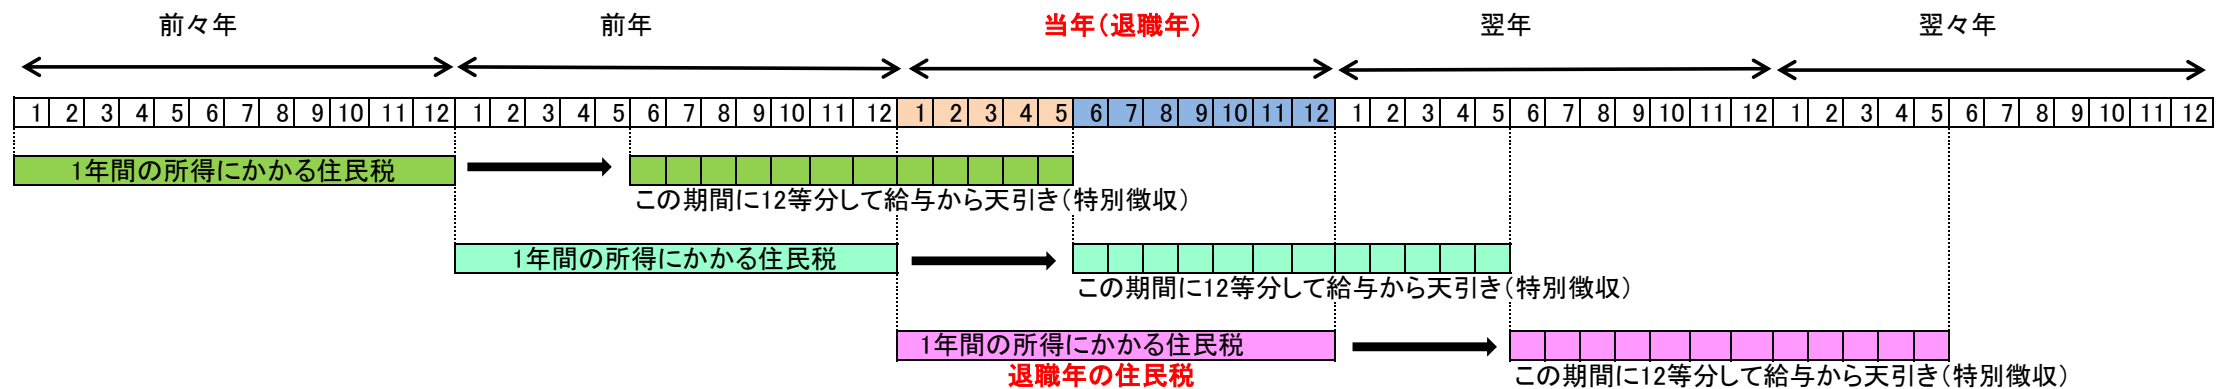 前々年 前年 当年(退職年) 翌年 翌々年
1 2 3 4 5 6 7 8 9 10 11 12 1 2 3 4 5 6 7 8 9 10 11 12 1 2 3 4 5 6 7 8 9 10 11 12 1 2 3 4 5 6 7 8 9 10 11 12 1 2 3 4 5 6 7 8 9 10 11 12
1年間の所得にかかる住民税
この期間に12等分して給与から天引き(特別徴収)
1年間の所得にかかる住民税
この期間に12等分して給与から天引き(特別徴収)
1年間の所得にかかる住民税
退職年の住民税 この期間に12等分して給与から天引き(特別徴収)